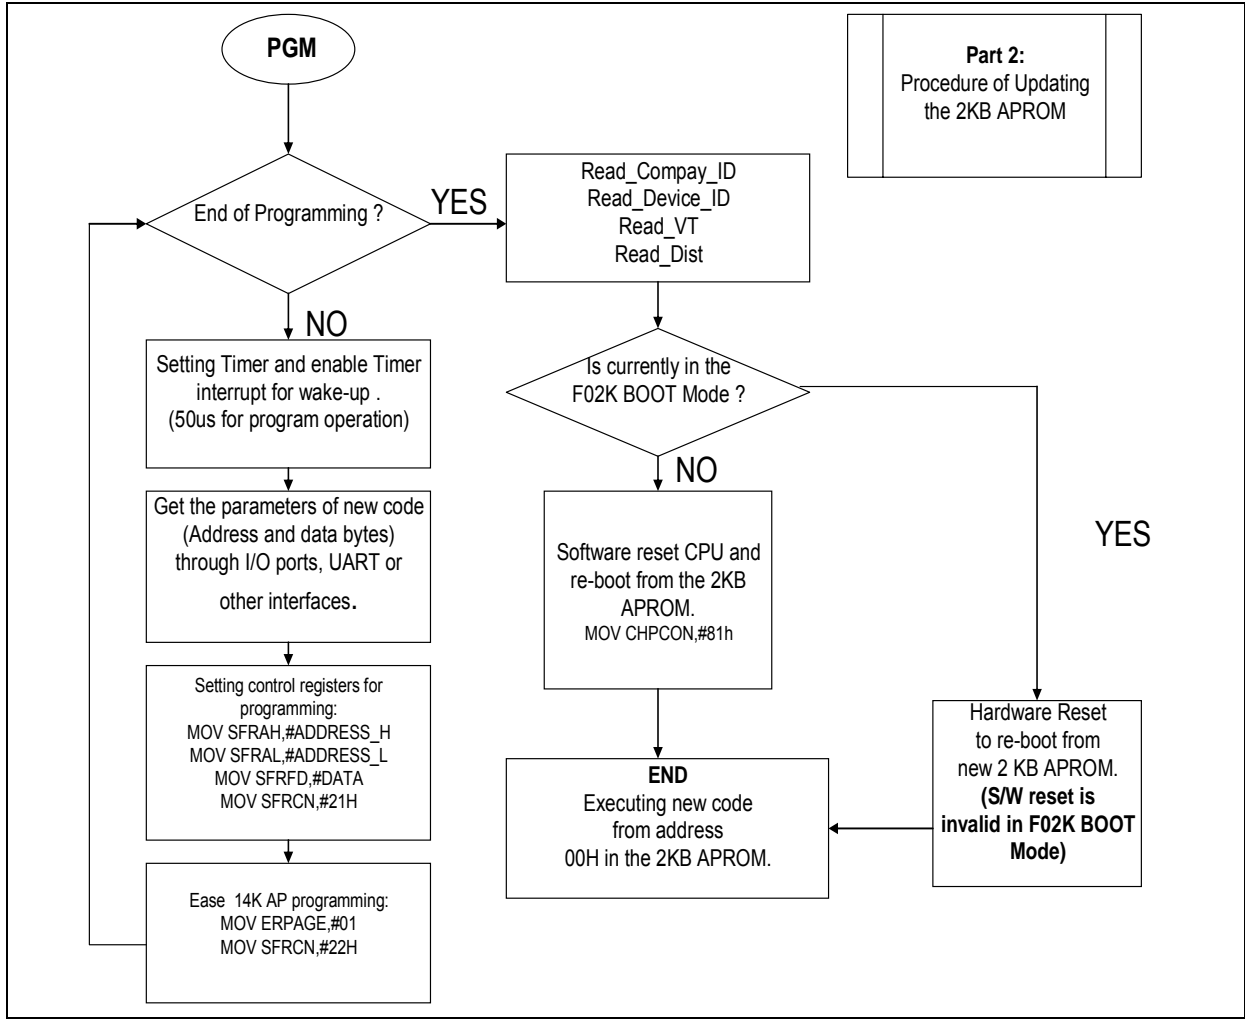 PGM
Part 2:
Procedure of Updating
the 2KB APROM
End of Programming ?
YES
Read_Compay_ID
Read_Device_ID
Read_VT
Read_Dist
NO
Setting Timer and enable Timer
interrupt for wake-up .
(50us for program operation)
Is currently in the
F02K BOOT Mode ?
NO
YES
Get the parameters of new code
(Address and data bytes)
through I/O ports, UART or
other interfaces.
Software reset CPU and
re-boot from the 2KB
APROM.
MOV CHPCON,#81h
Setting control registers for
programming:
MOV SFRAH,#ADDRESS_H
MOV SFRAL,#ADDRESS_L
MOV SFRFD,#DATA
MOV SFRCN,#21H
Hardware Reset
to re-boot from
new 2 KB APROM.
(S/W reset is
invalid in F02K BOOT
Mode)
END
Executing new code
from address
00H in the 2KB APROM.
Ease  14K AP programming:
MOV ERPAGE,#01
MOV SFRCN,#22H